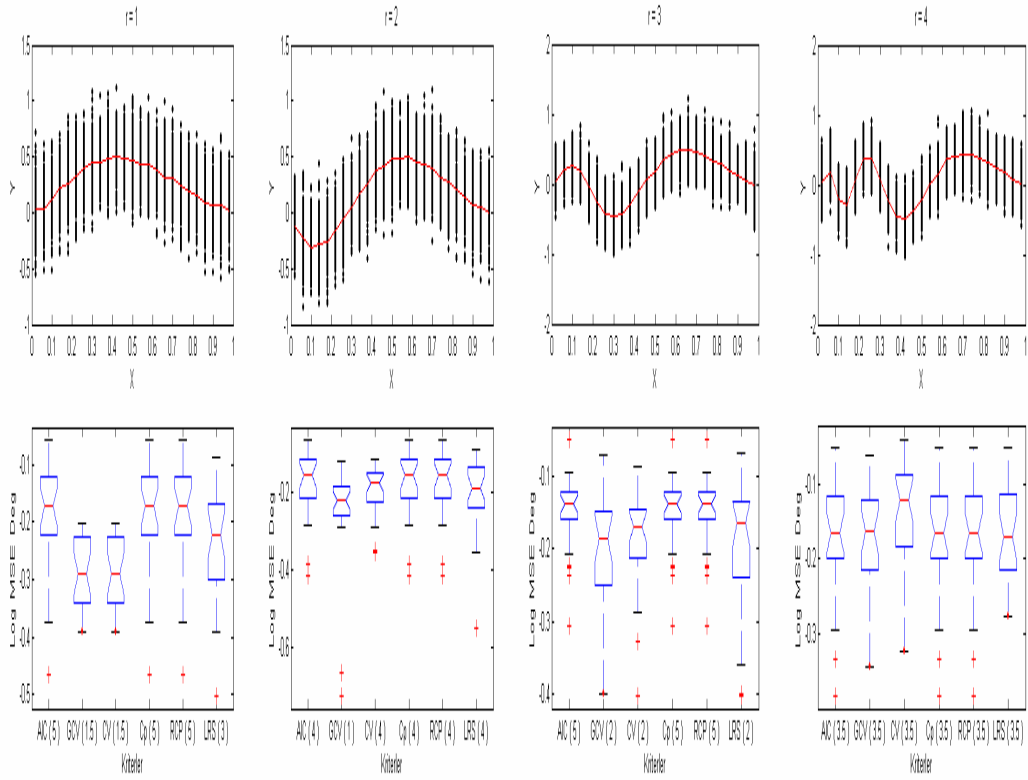 r=1
r=2
r=3
r=4
1.5
1
0.5
0
-0.5
-1
Y
0 0.1 0.2 0.3 0.4 0.5 0.6 0.7 0.8 0.9 1
X
1.5
1
0.5
0
-0.5
-1
Y
0 0.1 0.2 0.3 0.4 0.5 0.6 0.7 0.8 0.9 1
X
2
1
0
-1
-2
Y
0 0.1 0.2 0.3 0.4 0.5 0.6 0.7 0.8 0.9 1
X
2
1
0
-1
-2
Y
0 0.1 0.2 0.3 0.4 0.5 0.6 0.7 0.8 0.9 1
X
-0.1
-0.2
-0.3
-0.4
-0.5
Log MSE Deg
AIC (5) GCV (1.5) CV (1.5) Cp (5) RCP (5) LRS (3)
Kriterler
-0.2
-0.4
-0.6
Log MSE Deg
AIC (4) GCV (1) CV (4) Cp (4) RCP (4) LRS (4)
Kriterler
-0.1
-0.2
-0.3
-0.4
Log MSE Deg
AIC (5) GCV (2) CV (2) Cp (5) RCP (5) LRS (2)
Kriterler
-0.1
-0.2
-0.3
Log MSE Deg
AIC (3.5) GCV (3.5) CV (3.5) Cp (3.5) RCP (3.5) LRS (3.5)
Kriterler